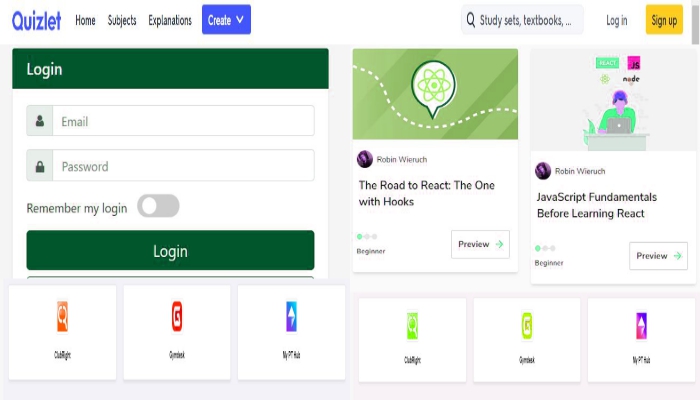 Quizlet Home Subjects Explanations Create Study sets, textbooks, ... Log in Sign up
Login
Email
Password
Remember my login
Login
Robin Wieruch
The Road to React: The One
with Hooks
Beginner
Preview
REACT JS
node
Robin Wieruch
JavaScript Fundamentals
Before Learning React
Beginner
Preview
ClubRight Gymdesk My PT Hub
ClubRight Gymdesk My PT Hub